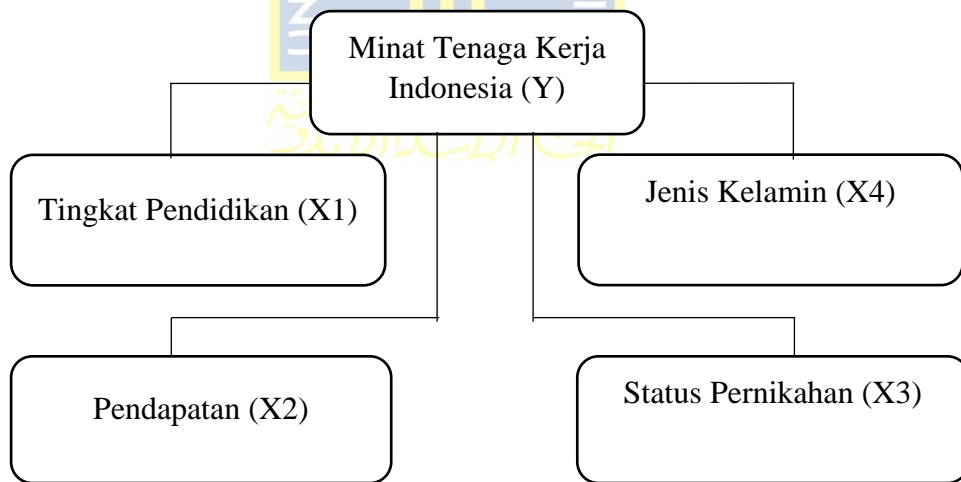 Minat Tenaga Kerja
Indonesia (Y)
Tingkat Pendidikan (X1)
Jenis Kelamin (X4)
Pendapatan (X2)
Status Pernikahan (X3)